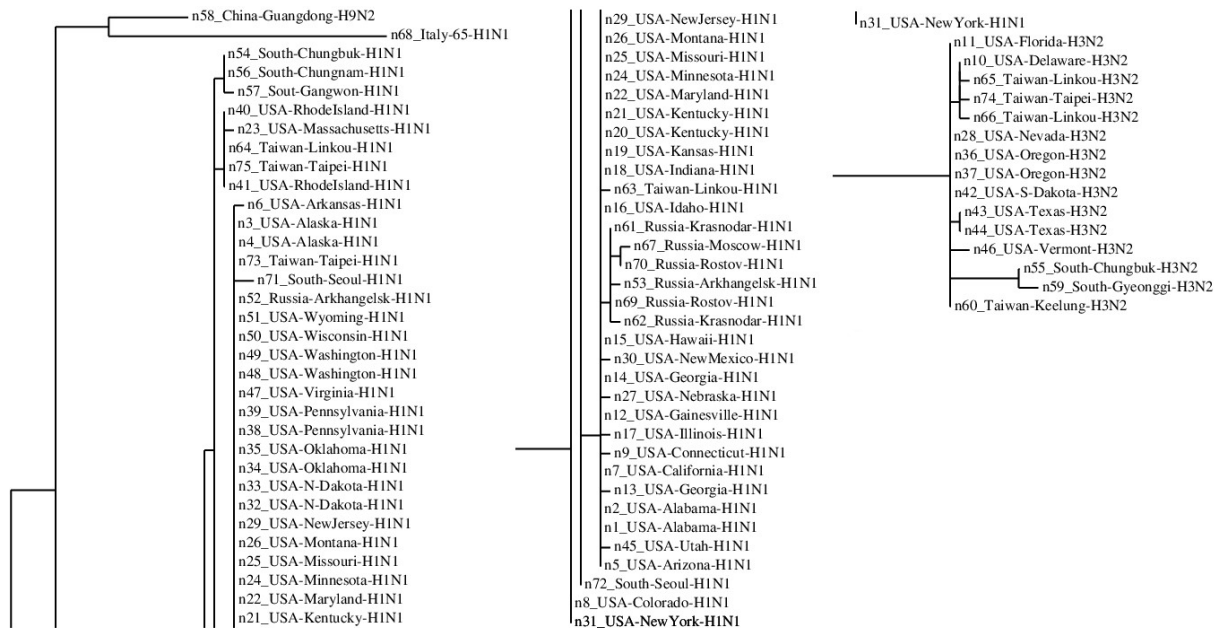 n58_China-Guangdong-H9N2
n68_Italy-65-H1N1
n54_South-Chungbuk-H1N1
n56_South-Chungnam-H1N1
n57_Sout-Gangwon-H1N1
n40_USA-RhodeIsland-H1N1
n23_USA-Massachusetts-H1N1
n64_Taiwan-Linkou-H1N1
n75_Taiwan-Taipei-H1N1
n41_USA-RhodeIsland-H1N1
n6_USA-Arkansas-H1N1
n3_USA-Alaska-H1N1
n4_USA-Alaska-H1N1
n73_Taiwan-Taipei-H1N1
n71_South-Seoul-H1N1
n52_Russia-Arkhangelsk-H1N1
n51_USA-Wyoming-H1N1
n50_USA-Wisconsin-H1N1
n49_USA-Washington-H1N1
n48_USA-Washington-H1N1
n47_USA-Virginia-H1N1
n39_USA-Pennsylvania-H1N1
n38_USA-Pennsylvania-H1N1
n35_USA-Oklahoma-H1N1
n34_USA-Oklahoma-H1N1
n33_USA-N-Dakota-H1N1
n32_USA-N-Dakota-H1N1
n29_USA-NewJersey-H1N1
n26_USA-Montana-H1N1
n25_USA-Missouri-H1N1
n24_USA-Minnesota-H1N1
n22_USA-Maryland-H1N1
n21_USA-Kentucky-H1N1
n29_USA-NewJersey-H1N1
n26_USA-Montana-H1N1
n25_USA-Missouri-H1N1
n24_USA-Minnesota-H1N1
n22_USA-Maryland-H1N1
n21_USA-Kentucky-H1N1
n20_USA-Kentucky-H1N1
n19_USA-Kansas-H1N1
n18_USA-Indiana-H1N1
n63_Taiwan-Linkou-H1N1
n16_USA-Idaho-H1N1
n61_Russia-Krasnodar-H1N1
n67_Russia-Moscow-H1N1
n70_Russia-Rostov-H1N1
n53_Russia-Arkhangelsk-H1N1
n69_Russia-Rostov-H1N1
n62_Russia-Krasnodar-H1N1
n15_USA-Hawaii-H1N1
n30_USA-NewMexico-H1N1
n14_USA-Georgia-H1N1
n27_USA-Nebraska-H1N1
n12_USA-Gainesville-H1N1
n17_USA-Illinois-H1N1
n9_USA-Connecticut-H1N1
n7_USA-California-H1N1
n13_USA-Georgia-H1N1
n2_USA-Alabama-H1N1
n1_USA-Alabama-H1N1
n45_USA-Utah-H1N1
n5_USA-Arizona-H1N1
n72_South-Seoul-H1N1
n8_USA-Colorado-H1N1
n31_USA-NewYork-H1N1
n31_USA-NewYork-H1N1
n11_USA-Florida-H3N2
n10_USA-Delaware-H3N2
n65_Taiwan-Linkou-H3N2
n74_Taiwan-Taipei-H3N2
n66_Taiwan-Linkou-H3N2
n28_USA-Nevada-H3N2
n36_USA-Oregon-H3N2
n37_USA-Oregon-H3N2
n42_USA-S-Dakota-H3N2
n43_USA-Texas-H3N2
n44_USA-Texas-H3N2
n46_USA-Vermont-H3N2
n55_South-Chungbuk-H3N2
n59_South-Gyeonggi-H3N2
n60_Taiwan-Keelung-H3N2